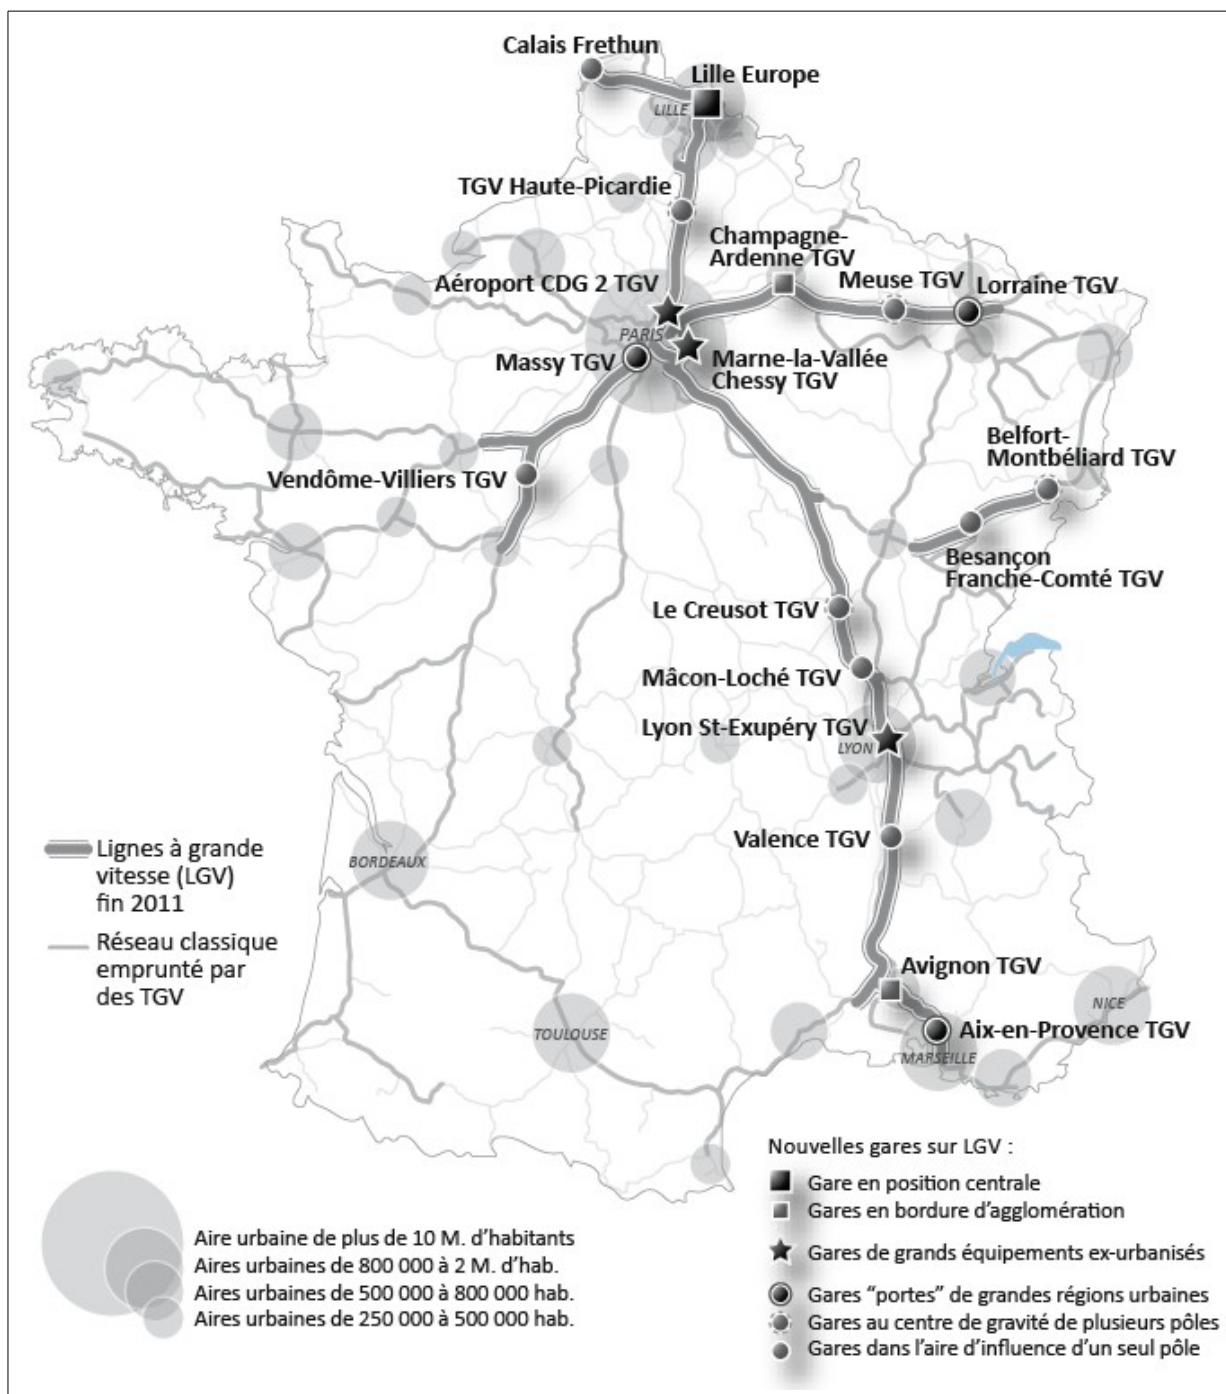 Calais Frethun
Lille Europe
LILLE
TGV Haute-Picardie
Champagne-
Ardenne TGV
Aéroport CDG 2 TGV
Meuse TGV
Lorraine TGV
PARIS
Massy TGV
Marne-la-Vallée
Chessy TGV
Belfort-
Montbéliard TGV
Vendôme-Villiers TGV
Besançon
Franche-Comté TGV
Le Creusot TGV
Mâcon-Loché TGV
Lyon St-Exupéry TGV
LYON
Valence TGV
BORDEAUX
Lignes à grande
vitesse (LGV)
fin 2011
Réseau classique
emprunté par
des TGV
Avignon TGV
NICE
TOULOUSE
Aix-en-Provence TGV
MARSEILLE
Nouvelles gares sur LGV :
Gare en position centrale
Gares en bordure d'agglomération
Gares de grands équipements ex-urbanisés
Gares "portes" de grandes régions urbaines
Gares au centre de gravité de plusieurs pôles
Gares dans l'aire d'influence d'un seul pôle
Aire urbaine de plus de 10 M. d'habitants
Aires urbaines de 800 000 à 2 M. d'hab.
Aires urbaines de 500 000 à 800 000 hab.
Aires urbaines de 250 000 à 500 000 hab.